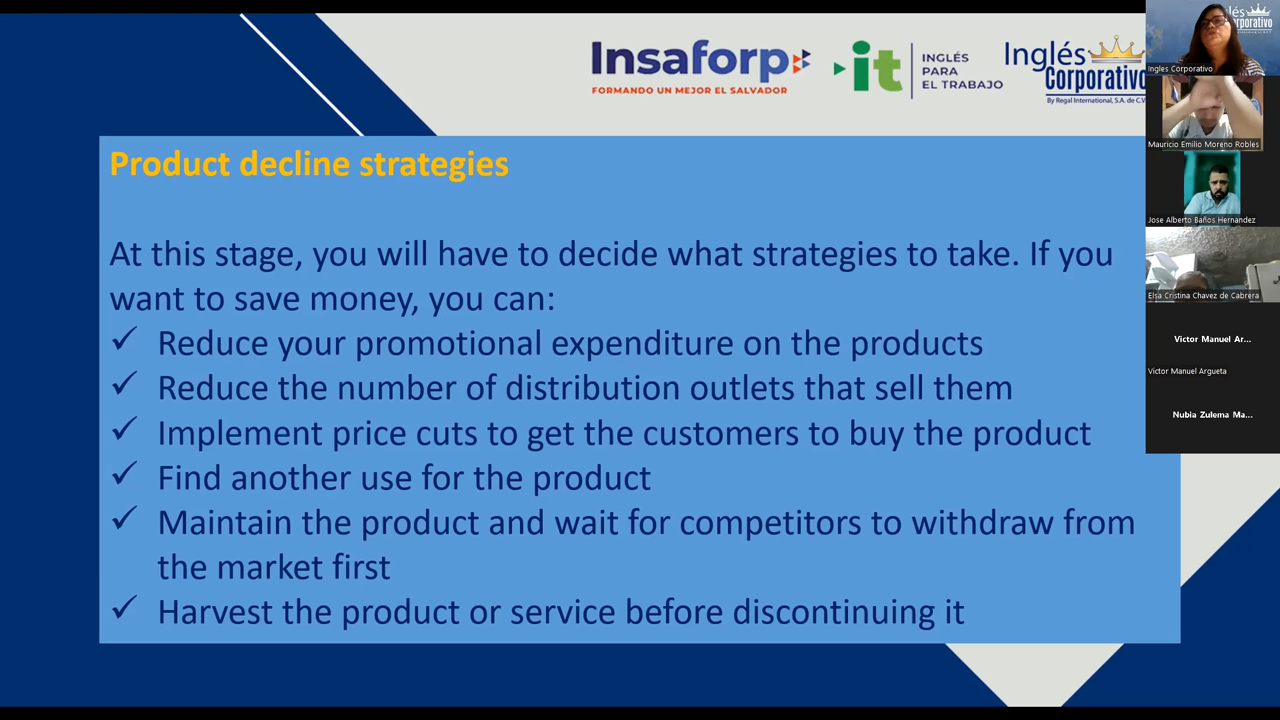 Insaforp
FORMANDO UN MEJOR EL SALVADOR
it
INGLÉS
PARA
EL TRABAJO
Inglés
Corporativo
By Regal International, S.A. de C.V.
Product decline strategies
At this stage, you will have to decide what strategies to take. If you
want to save money, you can:
✓ Reduce your promotional expenditure on the products
✓ Reduce the number of distribution outlets that sell them
✓ Implement price cuts to get the customers to buy the product
✓ Find another use for the product
✓ Maintain the product and wait for competitors to withdraw from
the market first
✓ Harvest the product or service before discontinuing it
Ingles Corporativo
Mauricio Emilio Moreno Robles
Jose Alberto Baños Hernandez
Elsa Cristina Chavez de Cabrera
Victor Manuel Ar...
Victor Manuel Argueta
Nubia Zulema Ma...